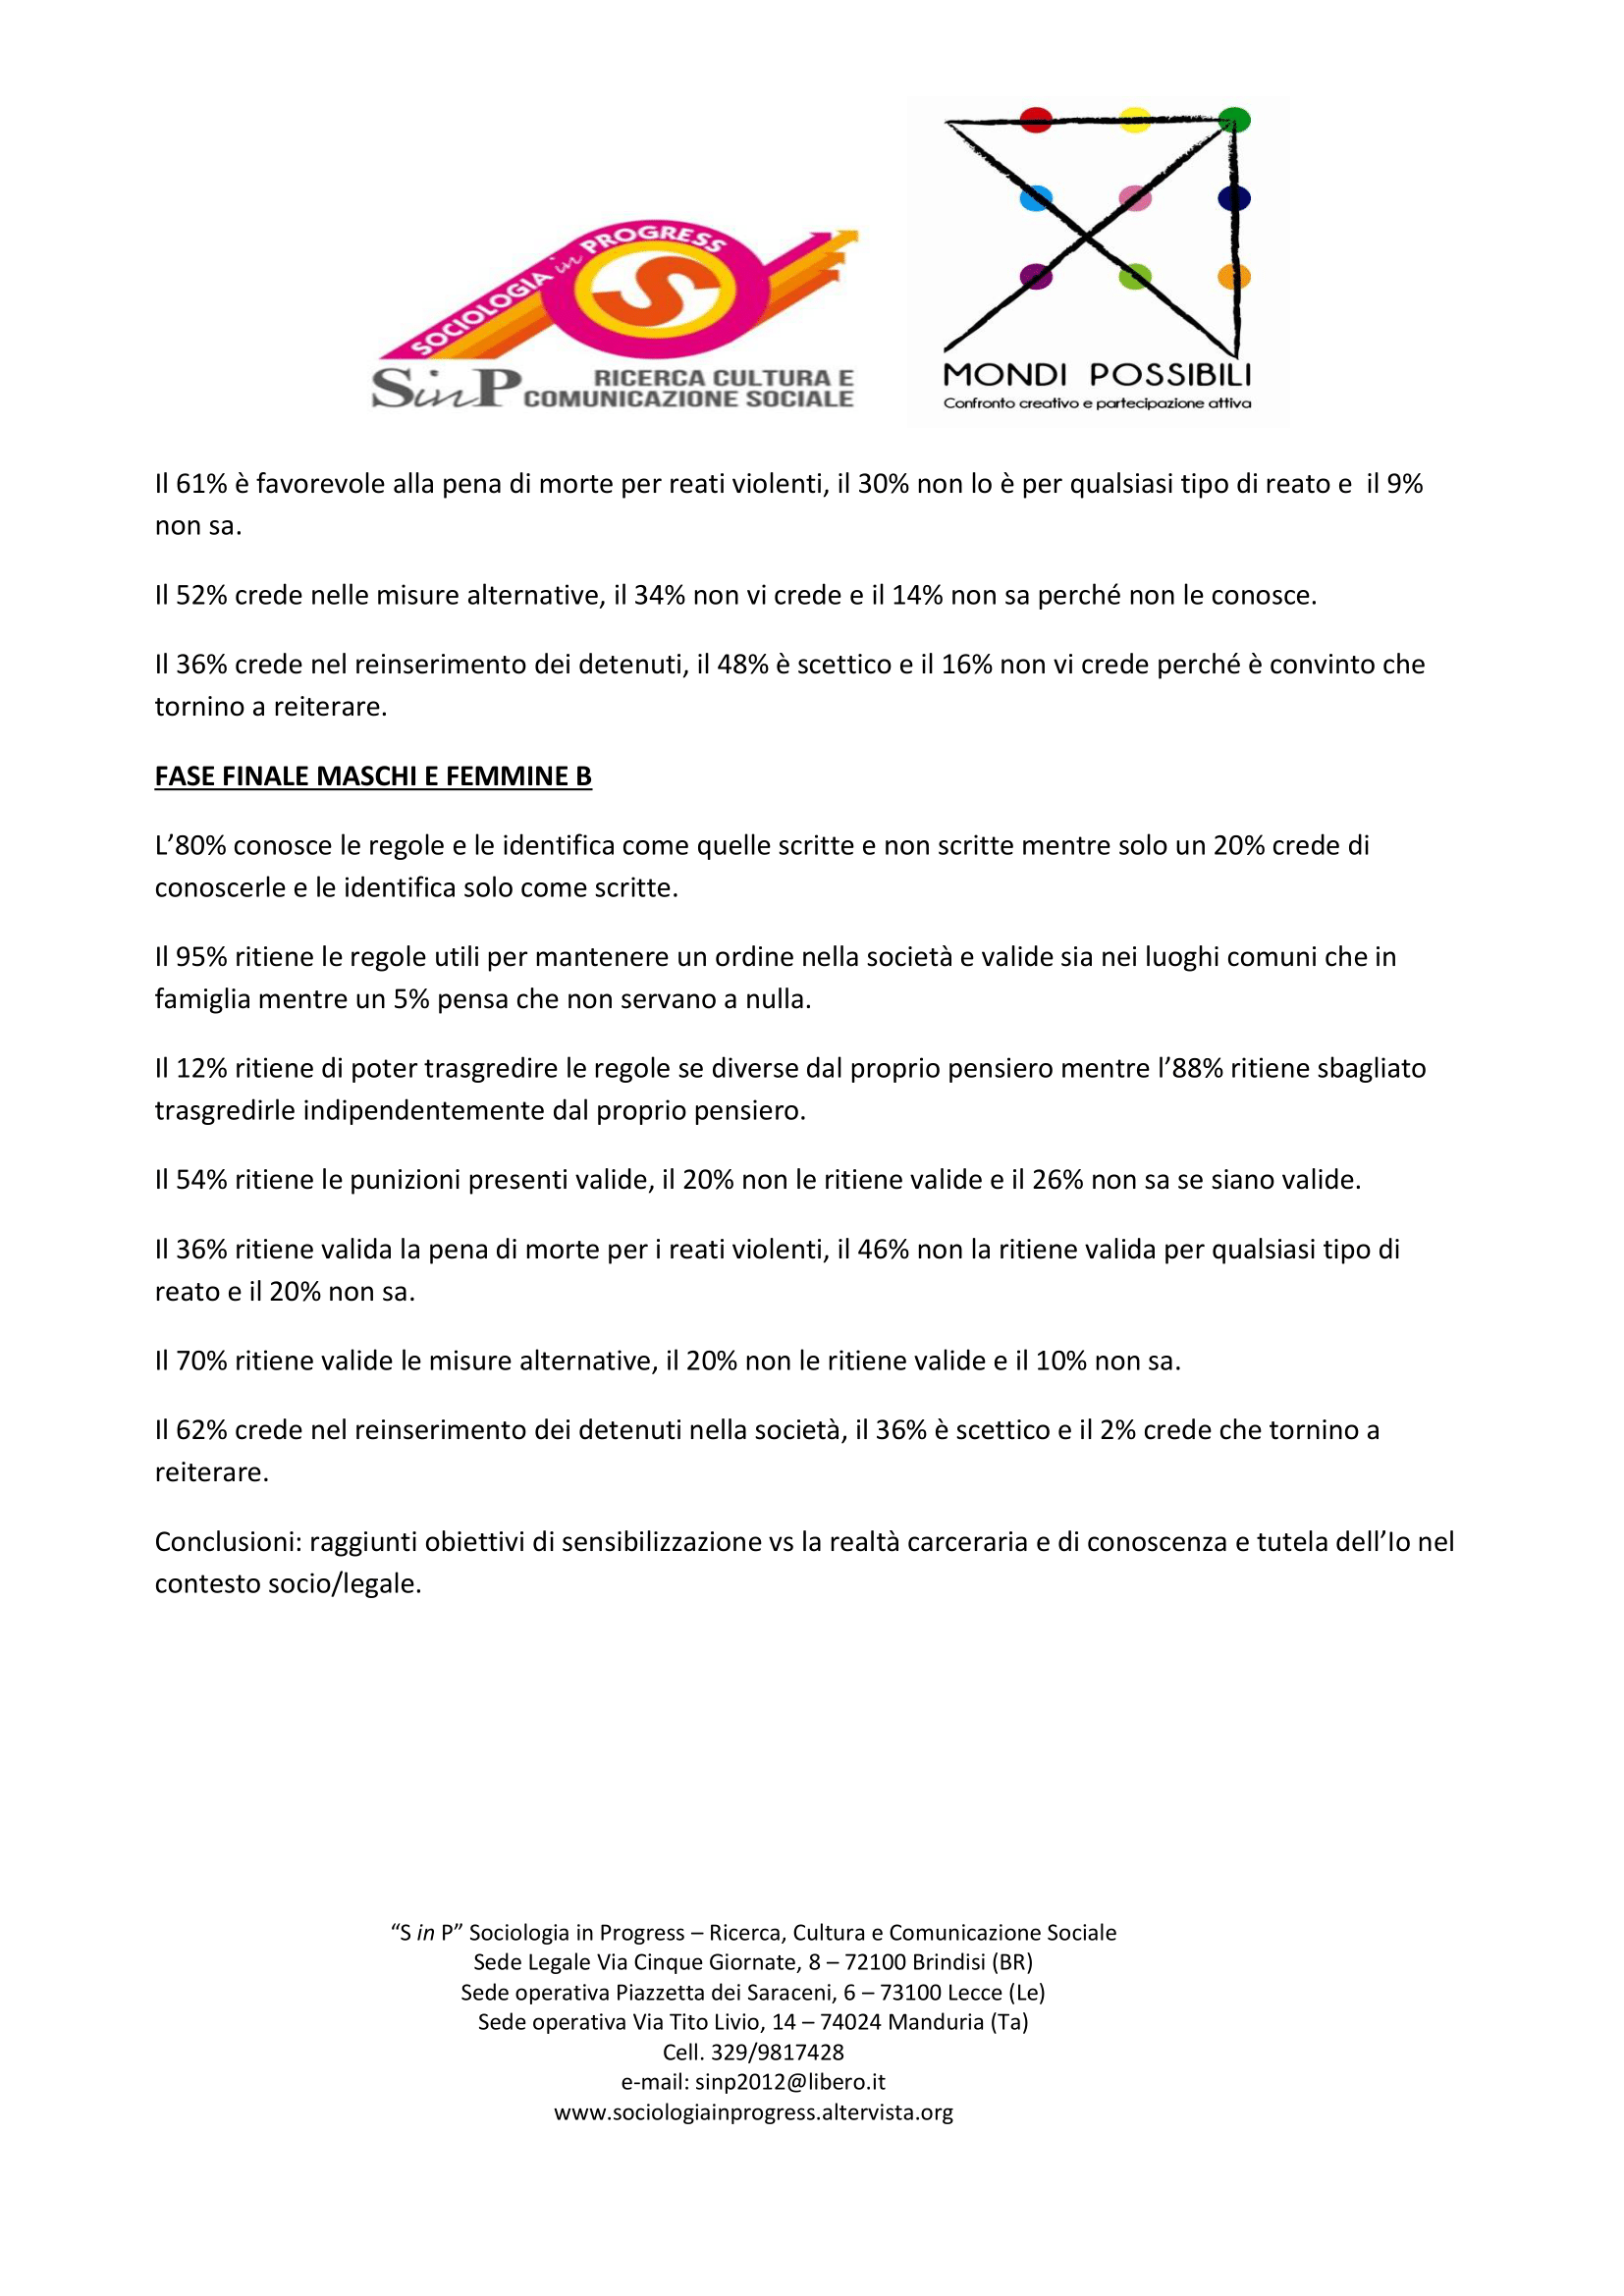 SOCIOLOGIA in PROGRESS
S
SinP RICERCA CULTURA E
COMUNICAZIONE SOCIALE
MONDI POSSIBILI
Confronto creativo e partecipazione attiva
Il 61% è favorevole alla pena di morte per reati violenti, il 30% non lo è per qualsiasi tipo di reato e  il 9%
non sa.
Il 52% crede nelle misure alternative, il 34% non vi crede e il 14% non sa perché non le conosce.
Il 36% crede nel reinserimento dei detenuti, il 48% è scettico e il 16% non vi crede perché è convinto che
tornino a reiterare.
FASE FINALE MASCHI E FEMMINE B
L’80% conosce le regole e le identifica come quelle scritte e non scritte mentre solo un 20% crede di
conoscerle e le identifica solo come scritte.
Il 95% ritiene le regole utili per mantenere un ordine nella società e valide sia nei luoghi comuni che in
famiglia mentre un 5% pensa che non servano a nulla.
Il 12% ritiene di poter trasgredire le regole se diverse dal proprio pensiero mentre l’88% ritiene sbagliato
trasgredirle indipendentemente dal proprio pensiero.
Il 54% ritiene le punizioni presenti valide, il 20% non le ritiene valide e il 26% non sa se siano valide.
Il 36% ritiene valida la pena di morte per i reati violenti, il 46% non la ritiene valida per qualsiasi tipo di
reato e il 20% non sa.
Il 70% ritiene valide le misure alternative, il 20% non le ritiene valide e il 10% non sa.
Il 62% crede nel reinserimento dei detenuti nella società, il 36% è scettico e il 2% crede che tornino a
reiterare.
Conclusioni: raggiunti obiettivi di sensibilizzazione vs la realtà carceraria e di conoscenza e tutela dell’Io nel
contesto socio/legale.
“S in P” Sociologia in Progress – Ricerca, Cultura e Comunicazione Sociale
Sede Legale Via Cinque Giornate, 8 – 72100 Brindisi (BR)
Sede operativa Piazzetta dei Saraceni, 6 – 73100 Lecce (Le)
Sede operativa Via Tito Livio, 14 – 74024 Manduria (Ta)
Cell. 329/9817428
e-mail: sinp2012@libero.it
www.sociologiainprogress.altervista.org